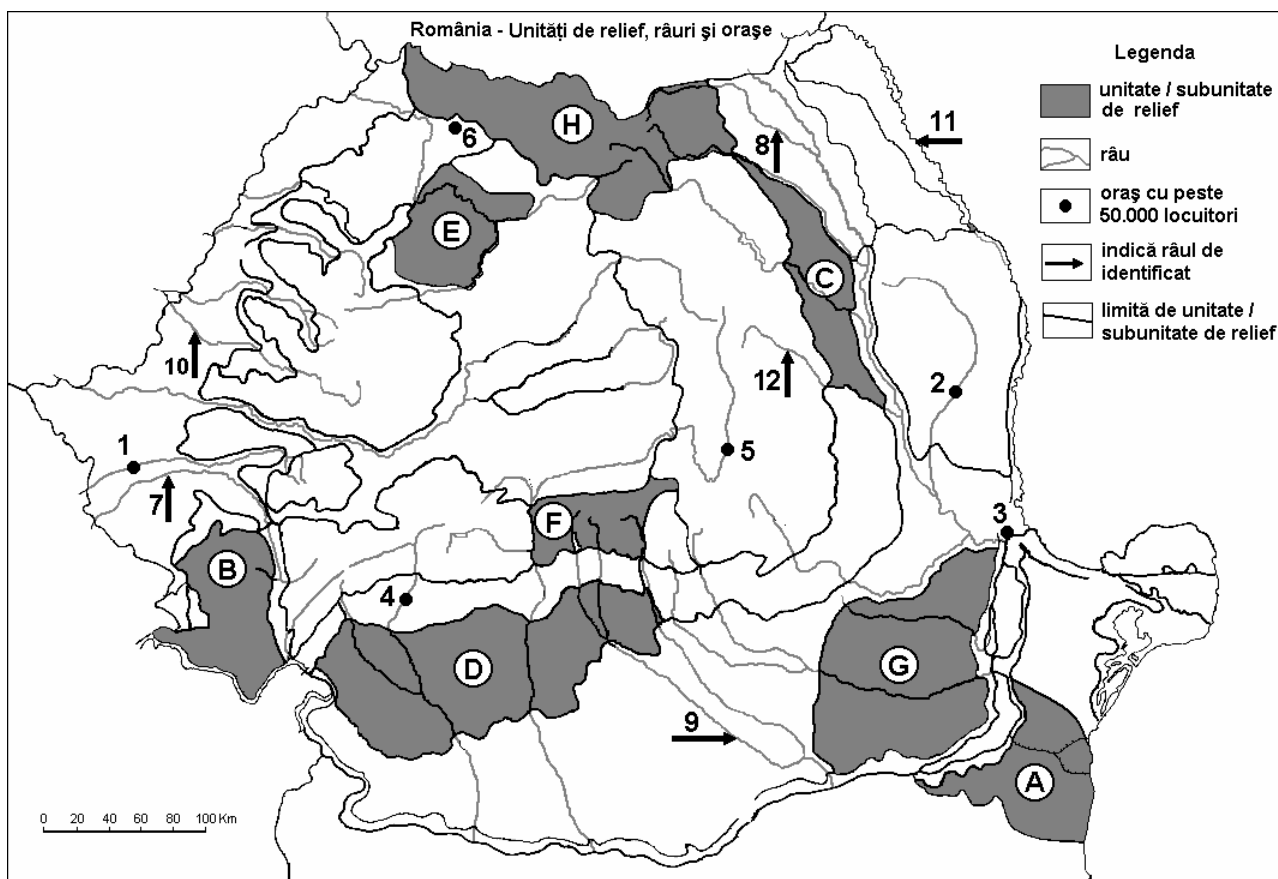 România - Unităţi de relief, râuri şi oraşe
Legenda
unitate / subunitate
de relief
râu
oraş cu peste
50.000 locuitori
indică râul de
identificat
limită de unitate /
subunitate de relief
H
6
8
11
E
C
10
12
2
1
7
5
F
3
B
4
D
G
9
A
0 20 40 60 80 100 Km